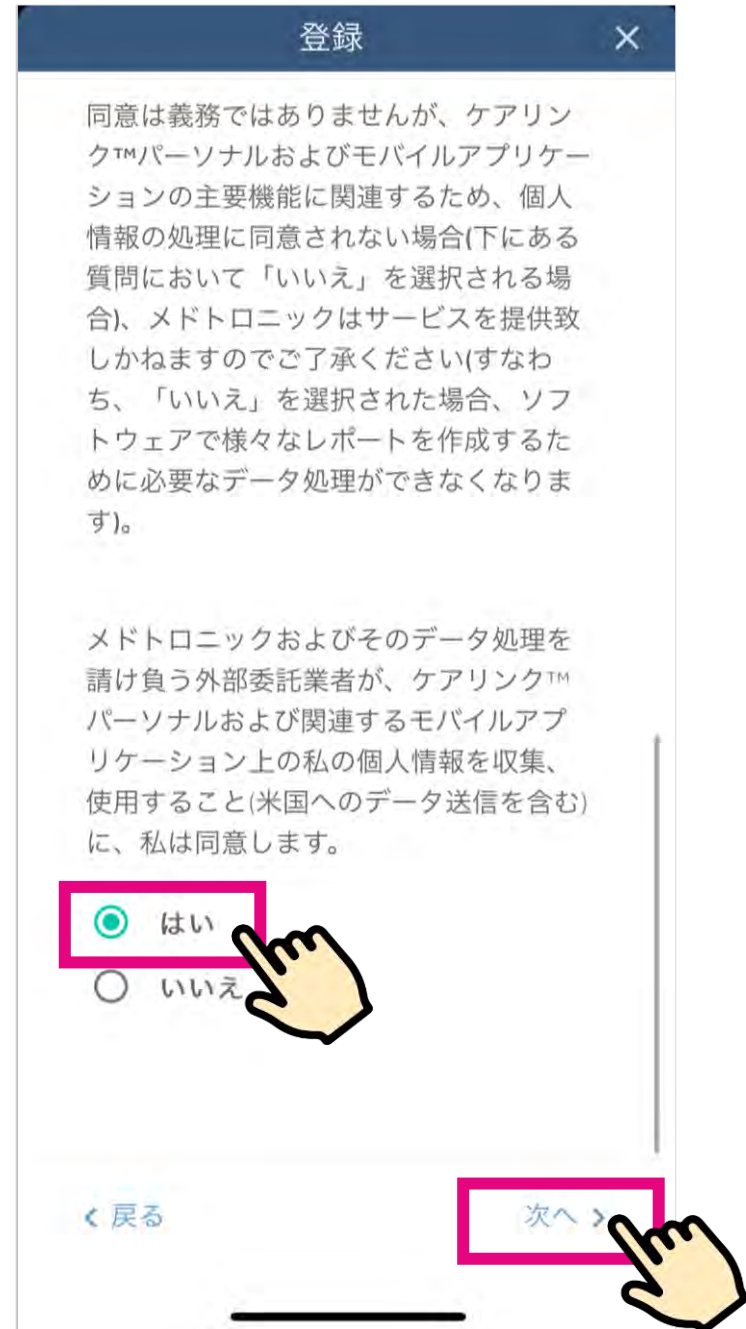 登録 ×
同意は義務ではありませんが、ケアリン
ク™パーソナルおよびモバイルアプリケー
ションの主要機能に関連するため、個人
情報の処理に同意されない場合(下にある
質問において「いいえ」を選択される場
合)、メドトロニックはサービスを提供致
しかねますのでご了承ください(すなわ
ち、「いいえ」を選択された場合、ソフ
トウェアで様々なレポートを作成するた
めに必要なデータ処理ができなくなりま
す)。
メドトロニックおよびそのデータ処理を
請け負う外部委託業者が、ケアリンク™
パーソナルおよび関連するモバイルアプ
リケーション上の私の個人情報を収集、
使用すること(米国へのデータ送信を含む)
に、私は同意します。
はい
いいえ
< 戻る 次へ >